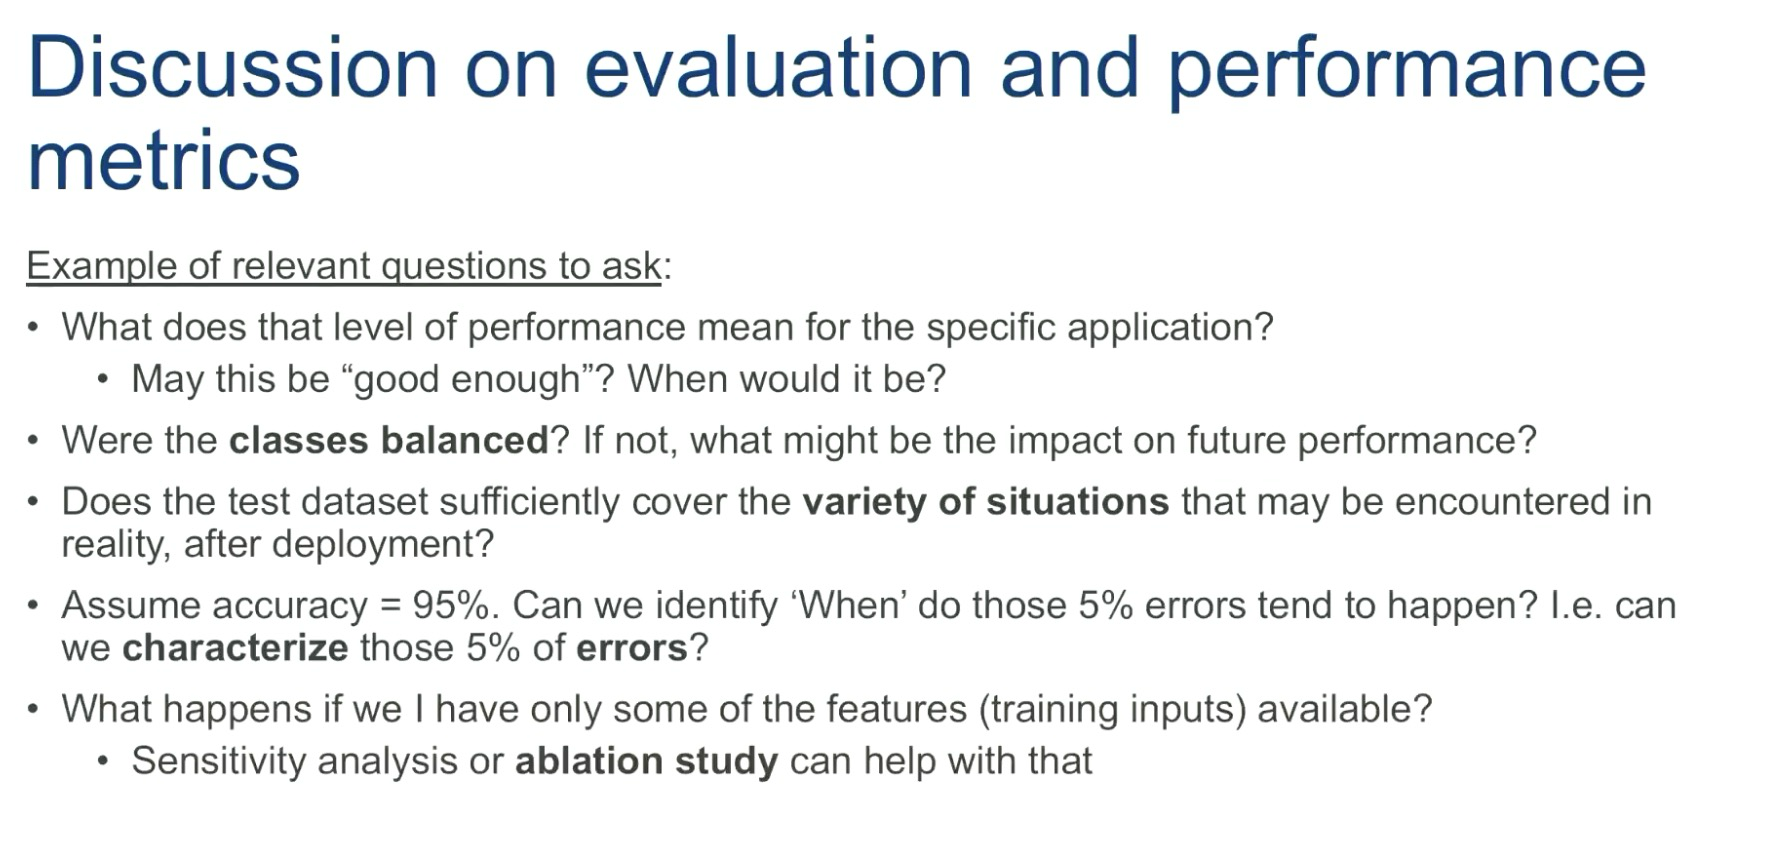 Discussion on evaluation and performance
metrics
Example of relevant questions to ask:
• What does that level of performance mean for the specific application?
• May this be “good enough”? When would it be?
• Were the classes balanced? If not, what might be the impact on future performance?
• Does the test dataset sufficiently cover the variety of situations that may be encountered in
reality, after deployment?
• Assume accuracy = 95%. Can we identify ‘When’ do those 5% errors tend to happen? I.e. can
we characterize those 5% of errors?
• What happens if we I have only some of the features (training inputs) available?
• Sensitivity analysis or ablation study can help with that